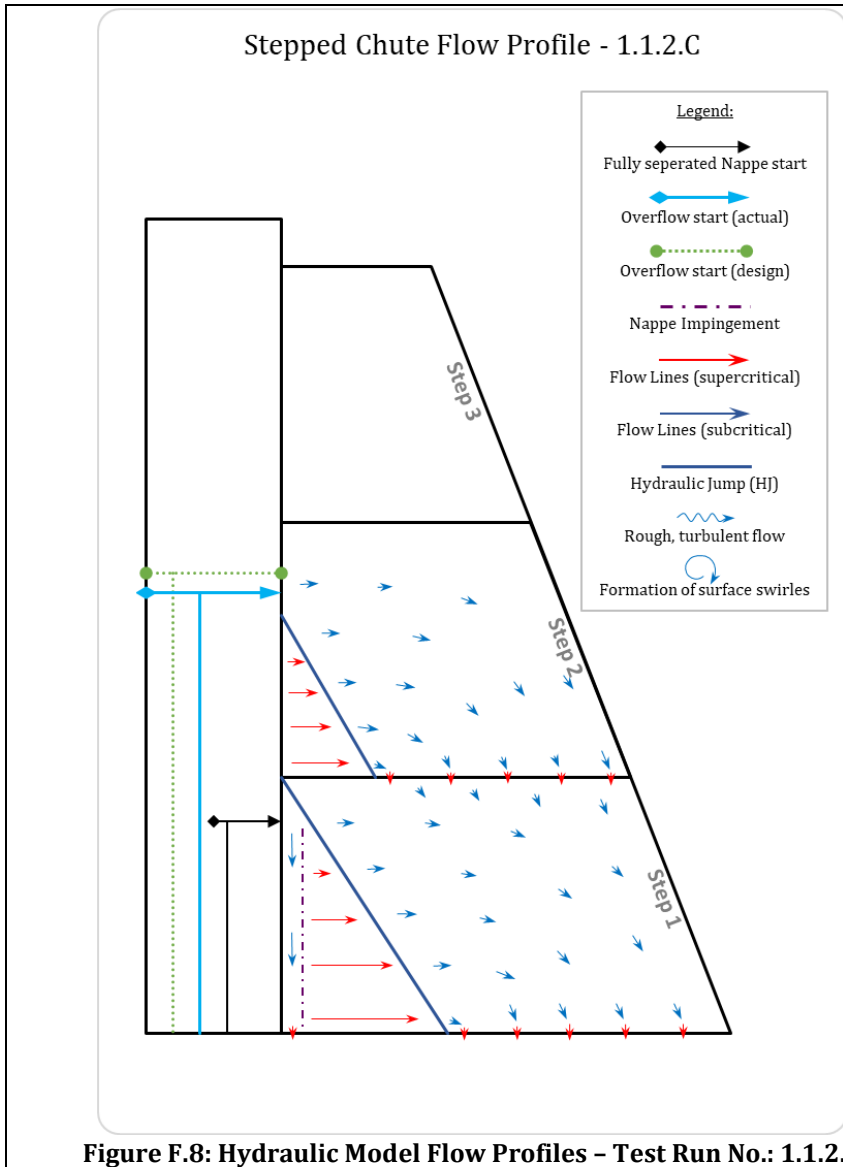 Stepped Chute Flow Profile - 1.1.2.C
Legend:
Fully seperated Nappe start
Overflow start (actual)
Overflow start (design)
Nappe Impingement
Flow Lines (supercritical)
Flow Lines (subcritical)
Hydraulic Jump (HJ)
Rough, turbulent flow
Formation of surface swirles
Step 3
Step 2
Step 1
Figure F.8: Hydraulic Model Flow Profiles – Test Run No.: 1.1.2.